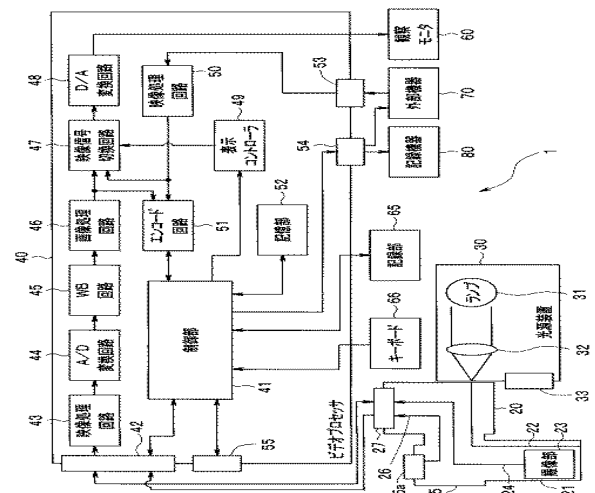 40
43
映像処理
回路
44
A/D
変換回路
45
WB
回路
46
画像処理
回路
47
映像信号
切換回路
48
D/A
変換回路
42
41
制御部
51
エンコード
回路
50
映像処理
回路
49
表示
コントローラ
52
記憶部
55
54
53
ビデオプロセッサ
66
キーボード
65
記録部
80
記録機器
70
外部機器
60
観察
モニタ
1
27
26
20
22
24
21
23
撮像部
30
光源装置
ランプ
31
32
33